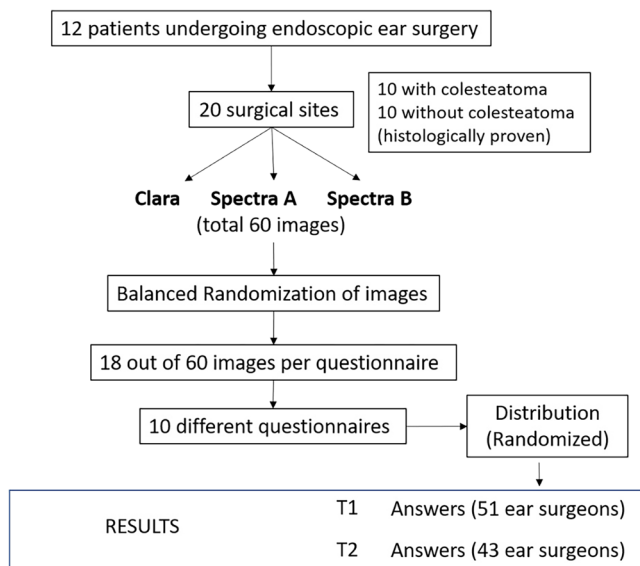 12 patients undergoing endoscopic ear surgery
20 surgical sites
10 with colesteatoma
10 without colesteatoma
(histologically proven)
Clara Spectra A Spectra B
(total 60 images)
Balanced Randomization of images
18 out of 60 images per questionnaire
10 different questionnaires
Distribution
(Randomized)
RESULTS
T1 Answers (51 ear surgeons)
T2 Answers (43 ear surgeons)